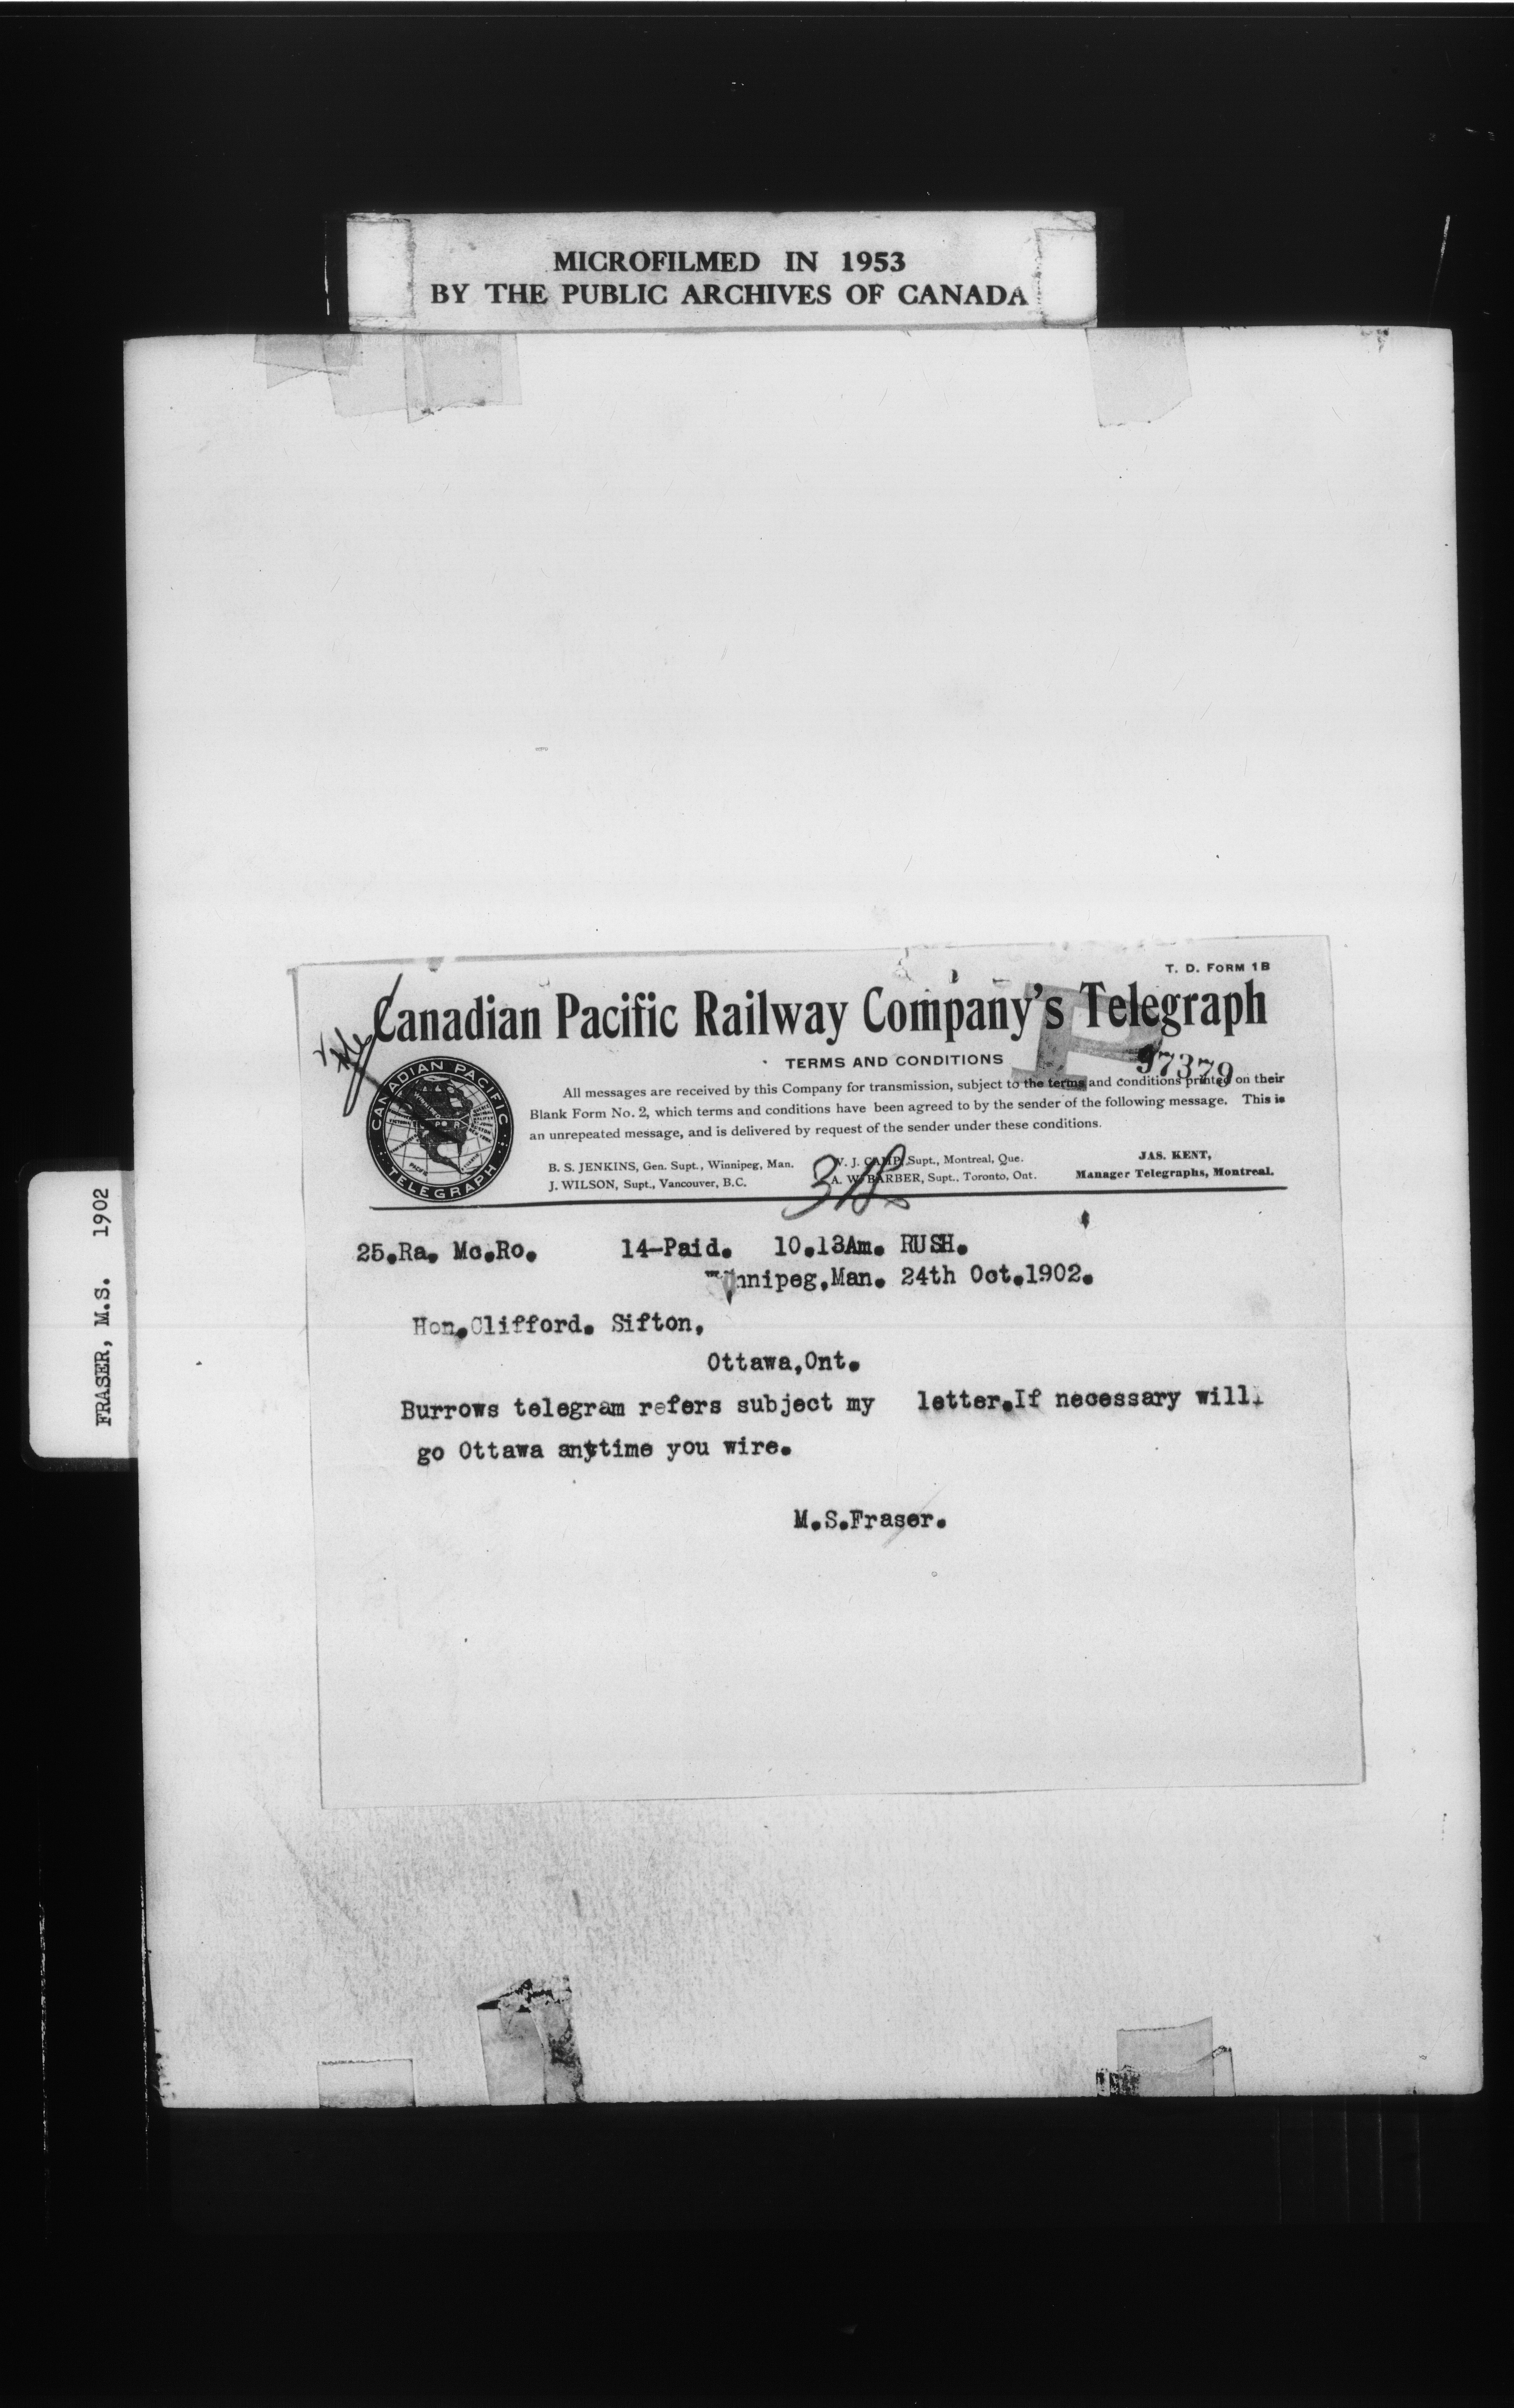 MICROFILMED IN 1953
BY THE PUBLIC ARCHIVES OF CANADA
FRASER, M.S. 1902
T. D. FORM 1B
Canadian Pacific Railway Company's Telegraph
TERMS AND CONDITIONS
97379
All messages are received by this Company for transmission, subject to the terms and conditions printed on their
Blank Form No. 2, which terms and conditions have been agreed to by the sender of the following message. This is
an unrepeated message, and is delivered by request of the sender under these conditions.
CANADIAN PACIFIC
TELEGRAPH
B. S. JENKINS, Gen. Supt., Winnipeg, Man.
J. WILSON, Supt., Vancouver, B.C.
W. J. CAMP, Supt., Montreal, Que.
A. W. BARBER, Supt., Toronto, Ont.
JAS. KENT,
Manager Telegraphs, Montreal.
25.Ra. Mc.Ro. 14-Paid. 10.13Am. RUSH.
Winnipeg,Man. 24th Oct.1902.
Hon.Clifford. Sifton,
Ottawa,Ont.
Burrows telegram refers subject my letter.If necessary will
go Ottawa anytime you wire.
M.S.Fraser.